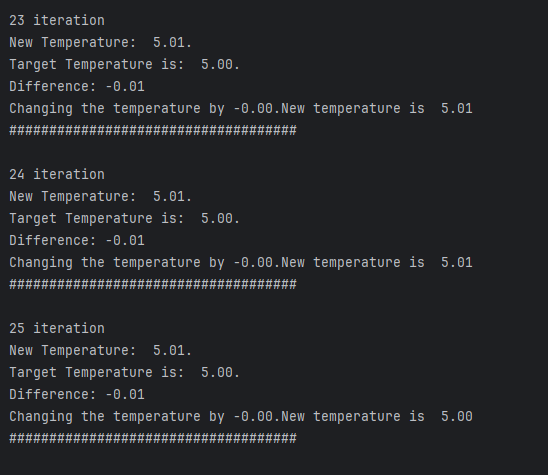 23 iteration
New Temperature:  5.01.
Target Temperature is:  5.00.
Difference: -0.01
Changing the temperature by -0.00.New temperature is  5.01
####################################
24 iteration
New Temperature:  5.01.
Target Temperature is:  5.00.
Difference: -0.01
Changing the temperature by -0.00.New temperature is  5.01
####################################
25 iteration
New Temperature:  5.01.
Target Temperature is:  5.00.
Difference: -0.01
Changing the temperature by -0.00.New temperature is  5.00
####################################